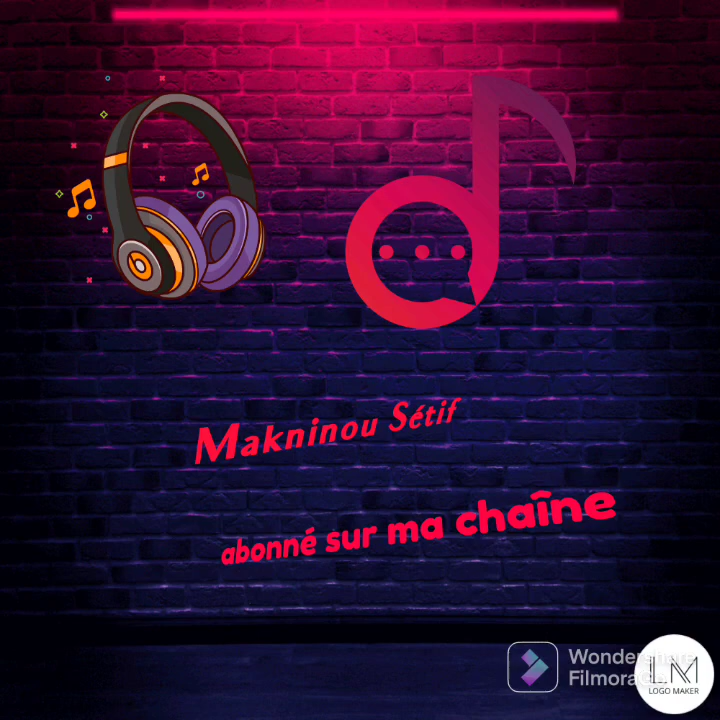 Makninou Sétif
abonné sur ma chaîne
Wondershare
Filmora
LM
LOGO MAKER